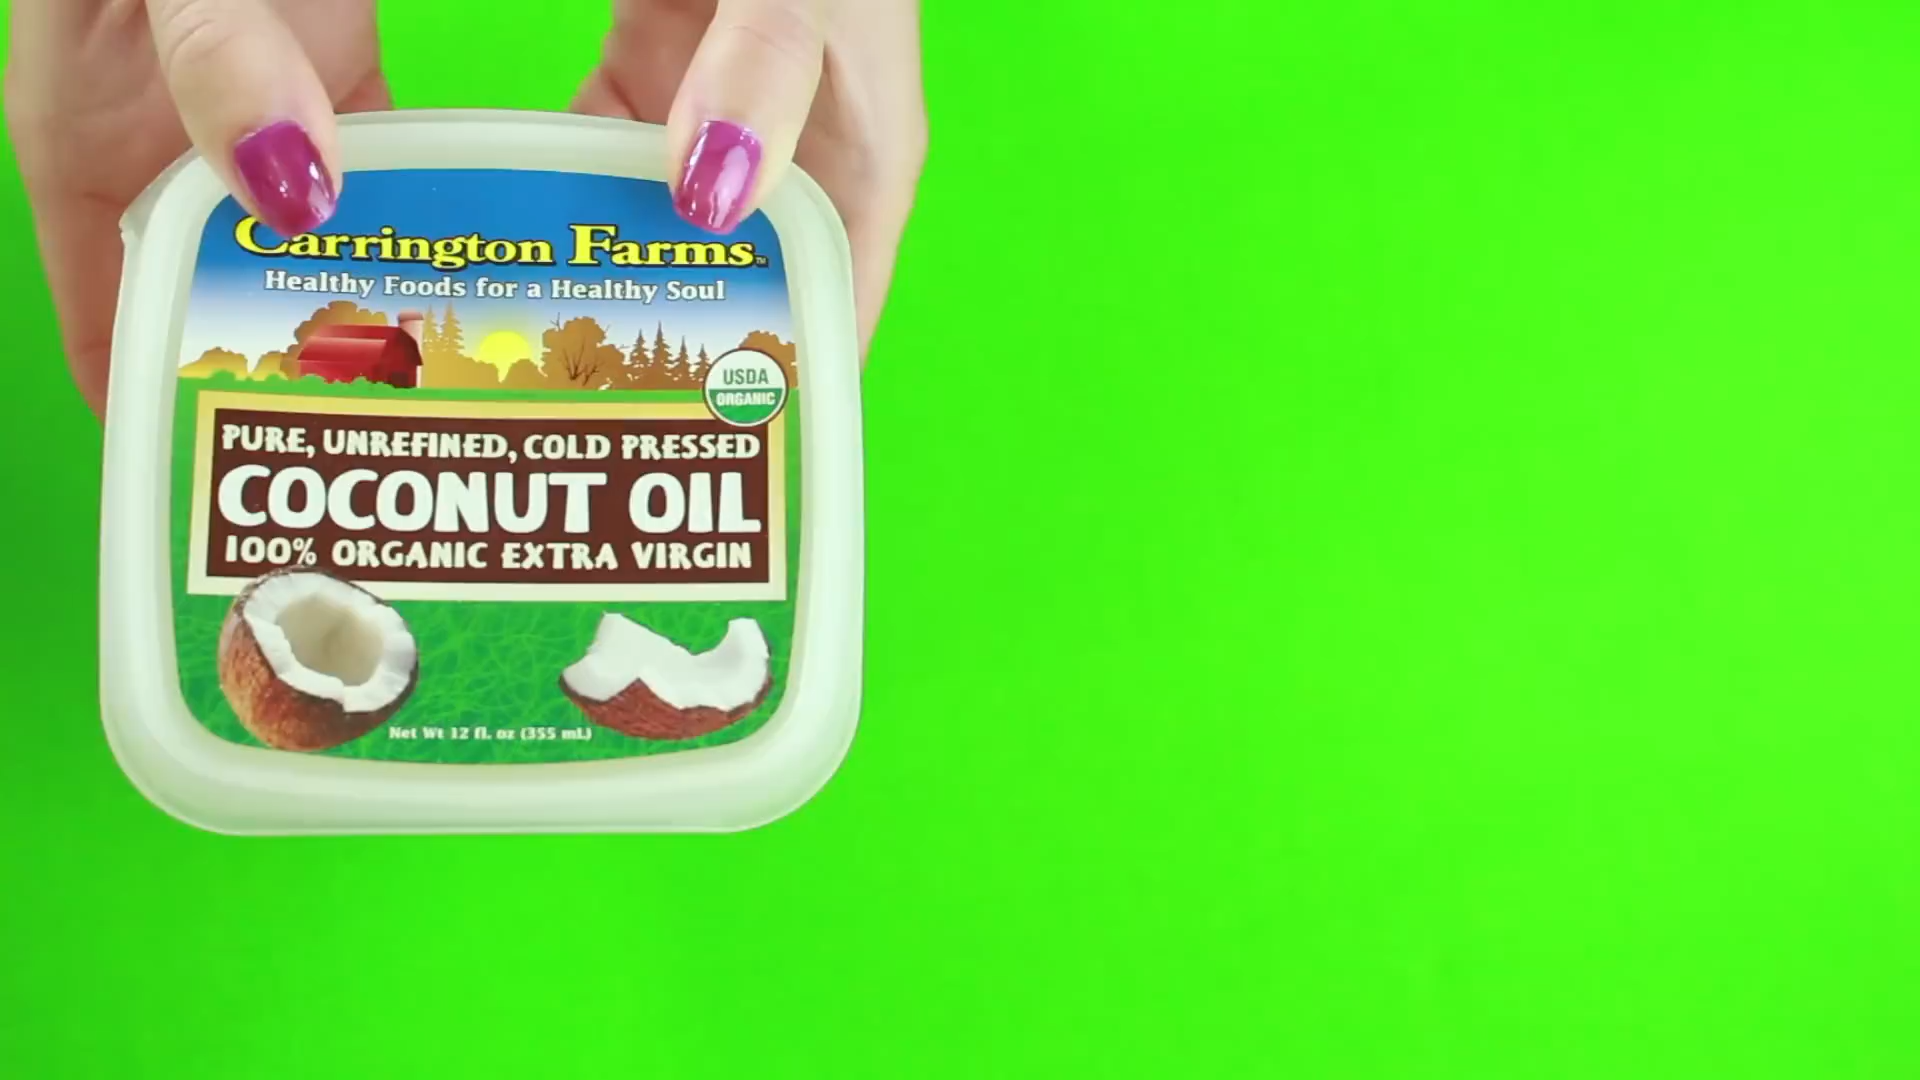 Carrington Farms™
Healthy Foods for a Healthy Soul
USDA
ORGANIC
PURE, UNREFINED, COLD PRESSED
COCONUT OIL
100% ORGANIC EXTRA VIRGIN
Net Wt 12 fl. oz (355 mL)